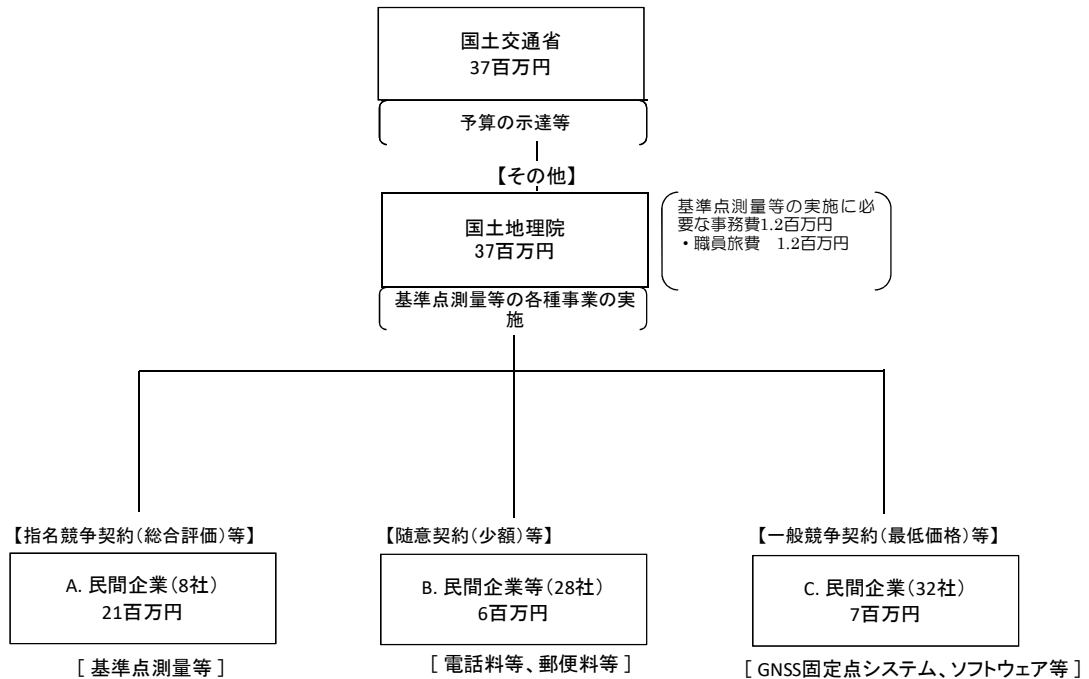 国土交通省
37百万円
予算の示達等
【その他】
国土地理院
37百万円
基準点測量等の実施に必
要な事務費1.2百万円
・職員旅費　1.2百万円
基準点測量等の各種事業の実
施
【指名競争契約(総合評価)等】
A. 民間企業(8社)
21百万円
[ 基準点測量等 ]
【随意契約(少額)等】
B. 民間企業等(28社)
6百万円
[ 電話料等、郵便料等 ]
【一般競争契約(最低価格)等】
C. 民間企業(32社)
7百万円
[ GNSS固定点システム、ソフトウェア等 ]